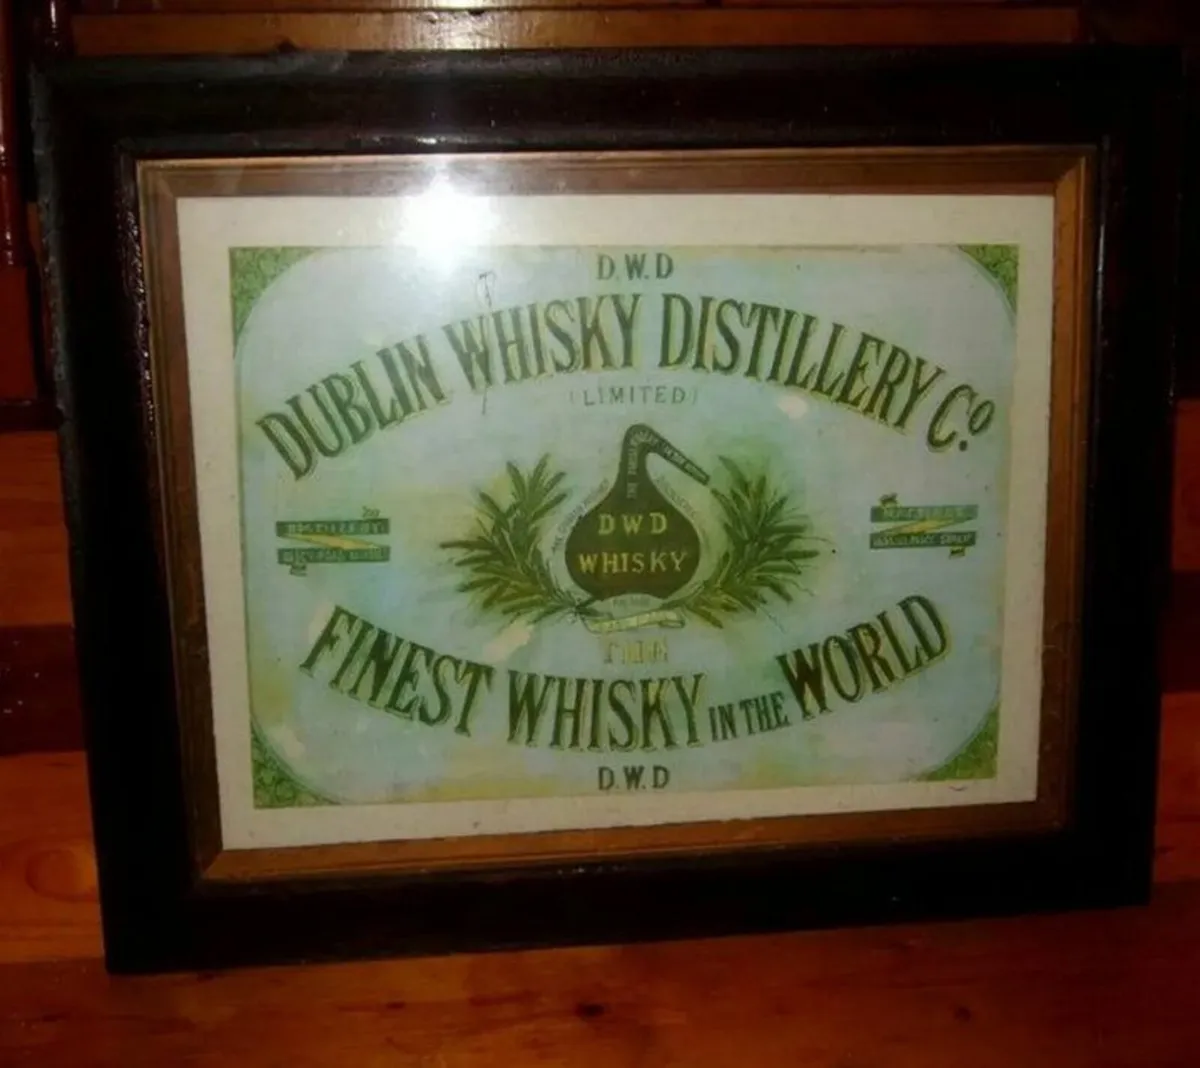 D.W.D
DUBLIN WHISKY DISTILLERY Cº.
(LIMITED)
DWD
WHISKY
THE
FINEST WHISKY IN THE WORLD
D.W.D